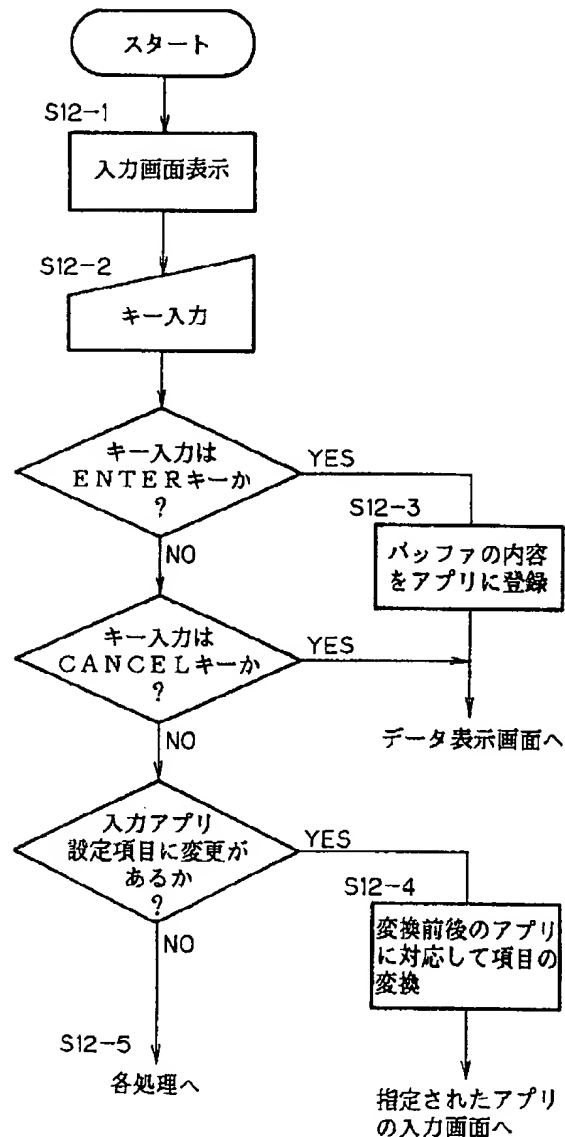 スタート
S12-1
入力画面表示
S12-2
キー入力
キー入力は
ENTERキーか
?
YES
S12-3
バッファの内容
をアプリに登録
NO
キー入力は
CANCELキーか
?
YES
データ表示画面へ
NO
入力アプリ
設定項目に変更が
あるか
?
YES
S12-4
変換前後のアプリ
に対応して項目の
変換
NO
S12-5
各処理へ
指定されたアプリ
の入力画面へ